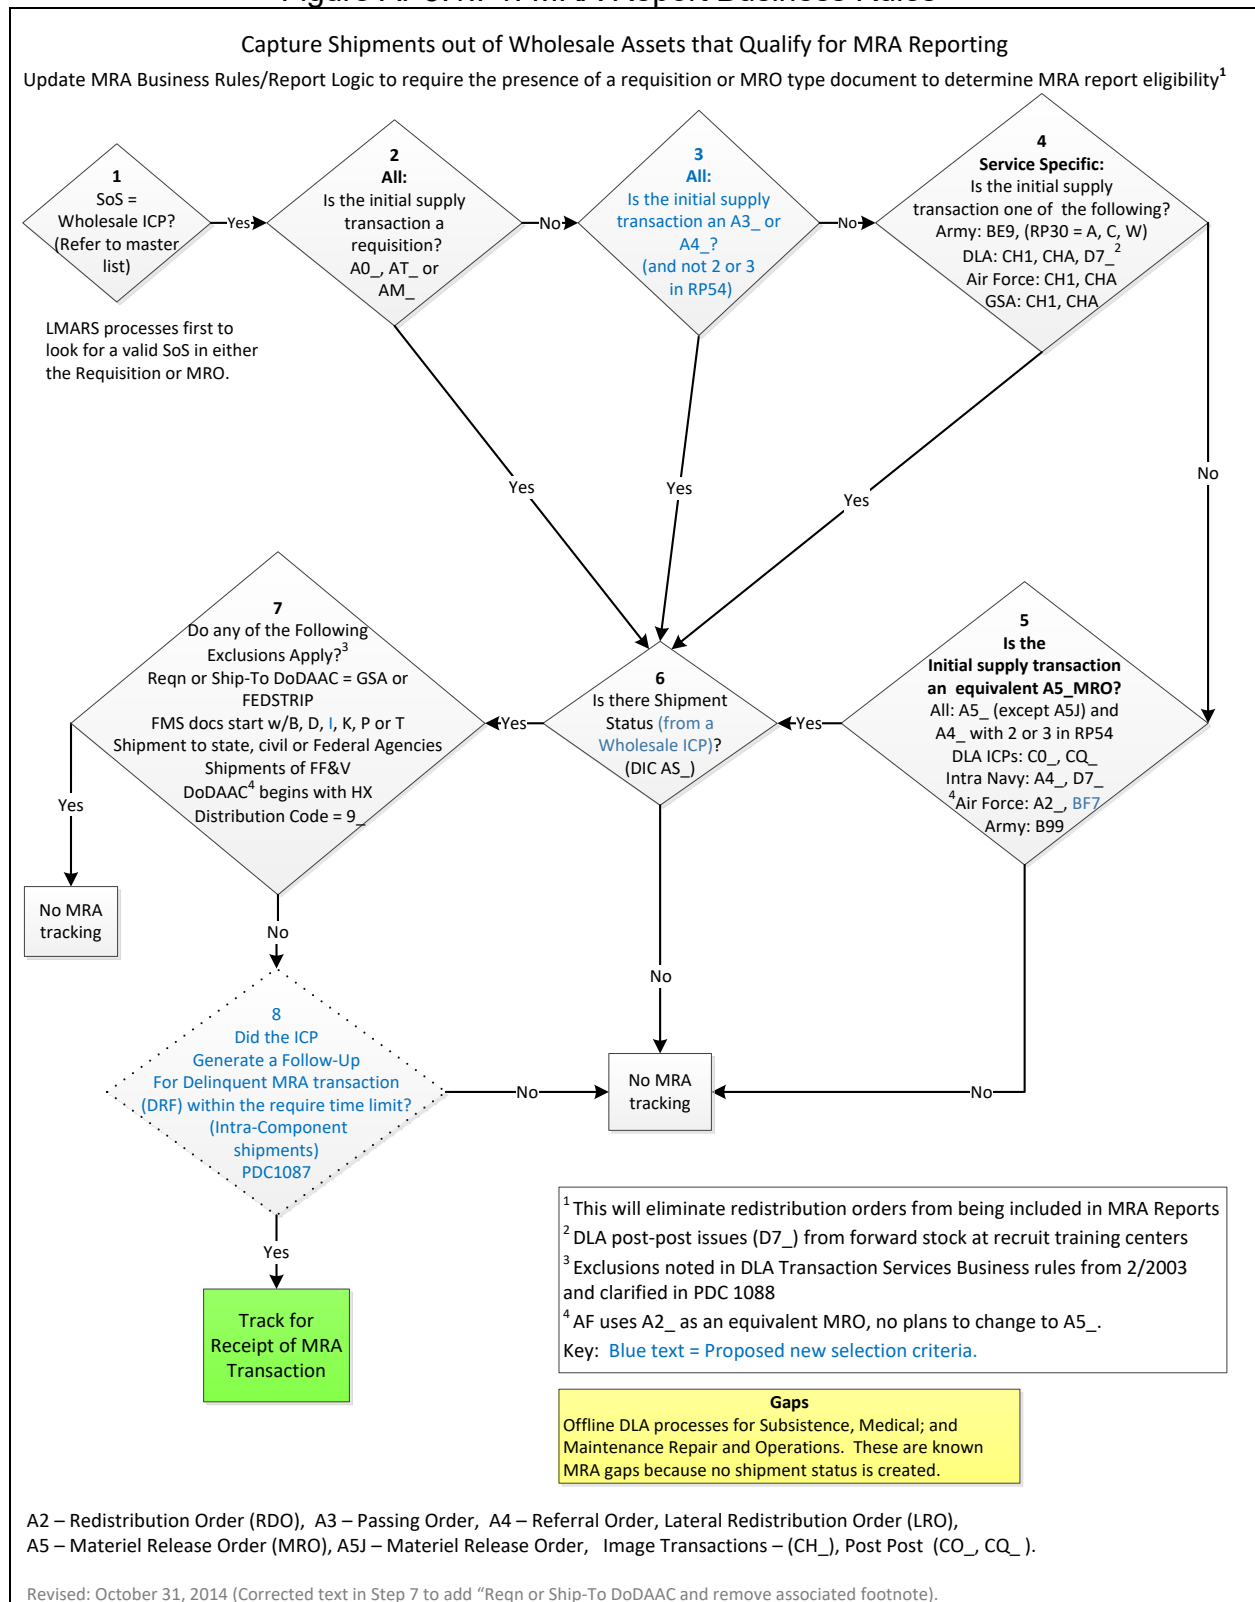 Capture Shipments out of Wholesale Assets that Qualify for MRA Reporting
Update MRA Business Rules/Report Logic to require the presence of a requisition or MRO type document to determine MRA report eligibility1
1
SoS =
Wholesale ICP?
(Refer to master
list)
Yes
2
All:
Is the initial supply
transaction a
requisition?
A0_, AT_ or
AM_
No
3
All:
Is the initial supply
transaction an A3_ or
A4_?
(and not 2 or 3
in RP54)
No
4
Service Specific:
Is the initial supply
transaction one of the following?
Army: BE9, (RP30 = A, C, W)
DLA: CH1, CHA, D7_2
Air Force: CH1, CHA
GSA: CH1, CHA
LMARS processes first to
look for a valid SoS in either
the Requisition or MRO.
Yes
Yes
Yes
No
7
Do any of the Following
Exclusions Apply?3
Reqn or Ship-To DoDAAC = GSA or
FEDSTRIP
FMS docs start w/B, D, I, K, P or T
Shipment to state, civil or Federal Agencies
Shipments of FF&V
DoDAAC4 begins with HX
Distribution Code = 9_
Yes
6
Is there Shipment
Status (from a
Wholesale ICP)?
(DIC AS_)
Yes
5
Is the
Initial supply transaction
an equivalent A5_MRO?
All: A5_ (except A5J) and
A4_ with 2 or 3 in RP54
DLA ICPs: C0_, CQ_
Intra Navy: A4_, D7_
4Air Force: A2_, BF7
Army: B99
Yes
No MRA
tracking
No
No
8
Did the ICP
Generate a Follow-Up
For Delinquent MRA transaction
(DRF) within the require time limit?
(Intra-Component
shipments)
PDC1087
No
No MRA
tracking
No
Yes
Track for
Receipt of MRA
Transaction
1 This will eliminate redistribution orders from being included in MRA Reports
2 DLA post-post issues (D7_) from forward stock at recruit training centers
3 Exclusions noted in DLA Transaction Services Business rules from 2/2003
and clarified in PDC 1088
4 AF uses A2_ as an equivalent MRO, no plans to change to A5_.
Key: Blue text = Proposed new selection criteria.
Gaps
Offline DLA processes for Subsistence, Medical; and
Maintenance Repair and Operations. These are known
MRA gaps because no shipment status is created.
A2 – Redistribution Order (RDO), A3 – Passing Order, A4 – Referral Order, Lateral Redistribution Order (LRO),
A5 – Materiel Release Order (MRO), A5J – Materiel Release Order, Image Transactions – (CH_), Post Post (CO_, CQ_ ).
Revised: October 31, 2014 (Corrected text in Step 7 to add “Reqn or Ship-To DoDAAC and remove associated footnote).